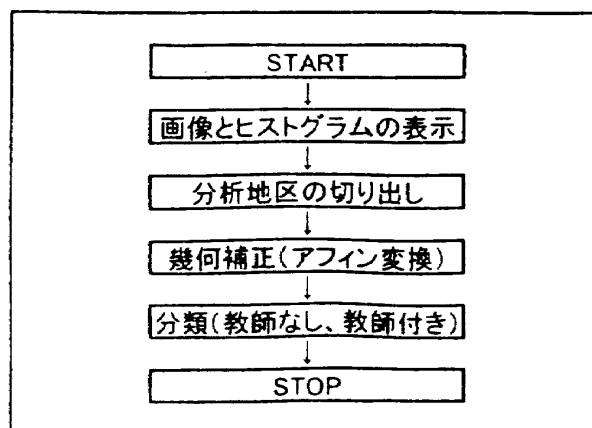 START
画像とヒストグラムの表示
分析地区の切り出し
幾何補正(アフィン変換)
分類(教師なし、教師付き)
STOP